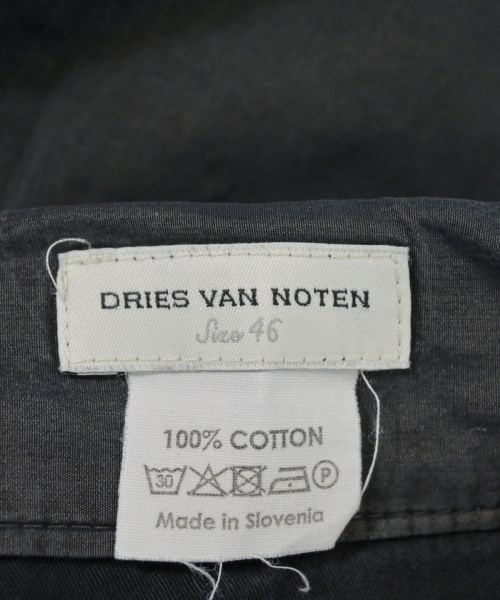 DRIES VAN NOTEN
Size 46
100% COTTON
30 P
Made in Slovenia